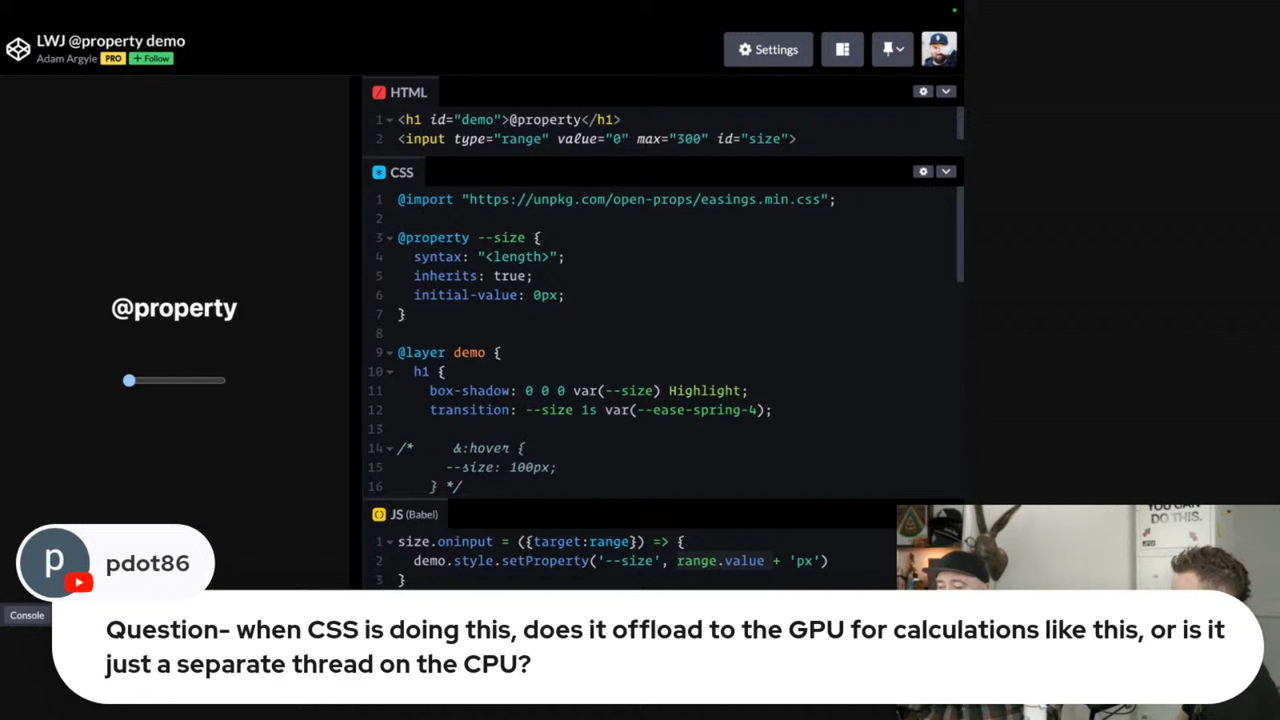 LWJ @property demo
Adam Argyle PRO + Follow
Settings
HTML
1 <h1 id="demo">@property</h1>
2 <input type="range" value="0" max="300" id="size">
CSS
1 @import "https://unpkg.com/open-props/easings.min.css";
2
3 @property --size {
4 syntax: "<length>";
5 inherits: true;
6 initial-value: 0px;
7 }
8
9 @layer demo {
10 h1 {
11 box-shadow: 0 0 0 var(--size) Highlight;
12 transition: --size 1s var(--ease-spring-4);
13
14 /* &:hover {
15 --size: 100px;
16 } */
@property
JS (Babel)
1 size.oninput = ({target:range}) => {
2 demo.style.setProperty('--size', range.value + 'px')
3 }
YOU CAN
DO THIS.
p
pdot86
Console
Question- when CSS is doing this, does it offload to the GPU for calculations like this, or is it
just a separate thread on the CPU?